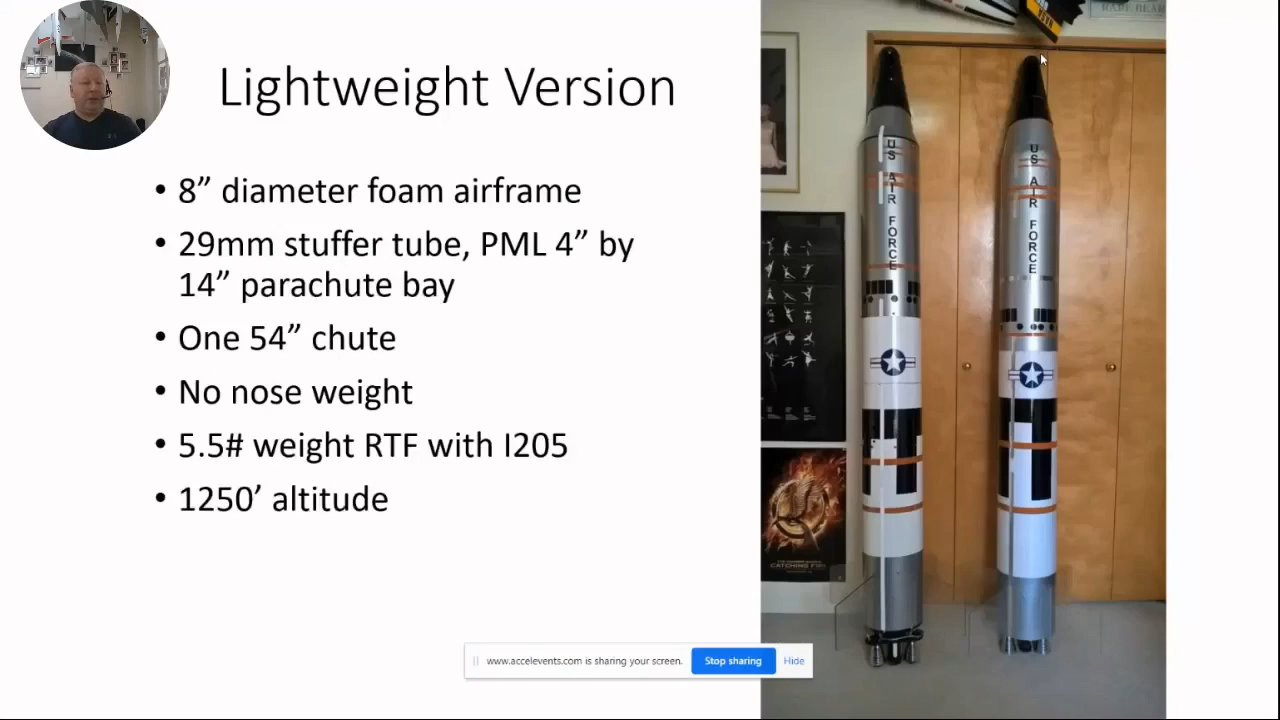 Lightweight Version
• 8” diameter foam airframe
• 29mm stuffer tube, PML 4” by
14” parachute bay
• One 54” chute
• No nose weight
• 5.5# weight RTF with I205
• 1250’ altitude
RARE BEAR
US AIR FORCE
US AIR FORCE
CATCHING FIRE
www.accelevents.com is sharing your screen.
Stop sharing
Hide